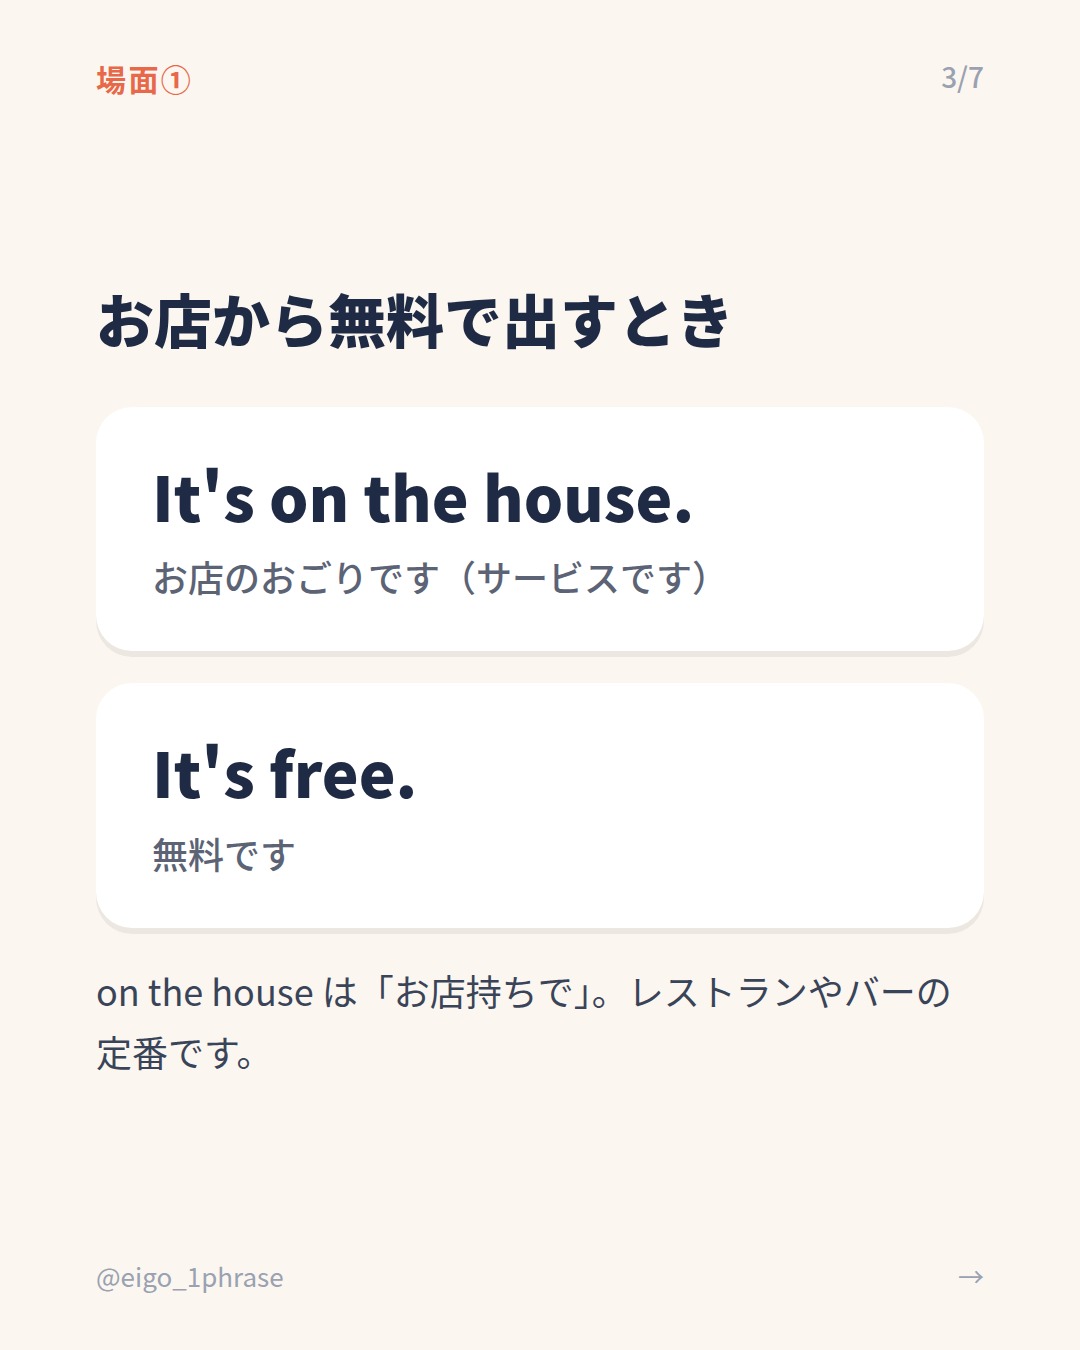 場面①
3/7
お店から無料で出すとき
It's on the house.
お店のおごりです（サービスです）
It's free.
無料です
on the house は「お店持ちで」。レストランやバーの
定番です。
@eigo_1phrase
→